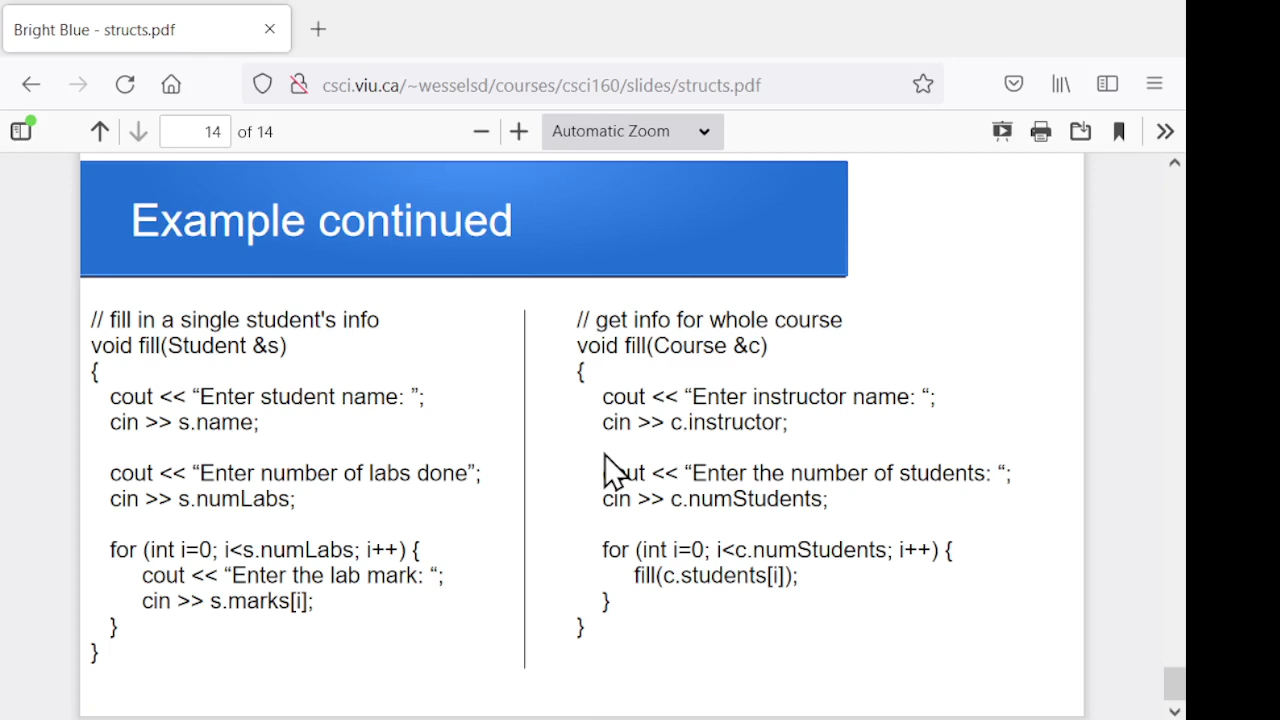 Bright Blue - structs.pdf
csci.viu.ca/~wesselsd/courses/csci160/slides/structs.pdf
14 of 14
Automatic Zoom
Example continued
// fill in a single student's info
void fill(Student &s)
{
cout << “Enter student name: ”;
cin >> s.name;
cout << “Enter number of labs done”;
cin >> s.numLabs;
for (int i=0; i<s.numLabs; i++) {
cout << “Enter the lab mark: “;
cin >> s.marks[i];
}
}
// get info for whole course
void fill(Course &c)
{
cout << “Enter instructor name: “;
cin >> c.instructor;
cout << “Enter the number of students: “;
cin >> c.numStudents;
for (int i=0; i<c.numStudents; i++) {
fill(c.students[i]);
}
}